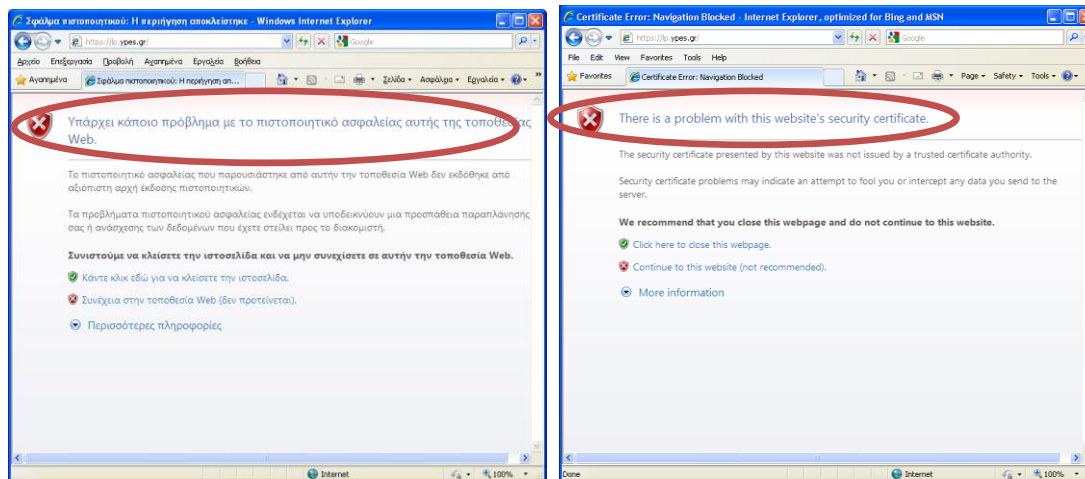 Σφάλμα πιστοποιητικού: Η περιήγηση αποκλείστηκε - Windows Internet Explorer
https://lp.ypes.gr/
Google
Αρχείο Επεξεργασία Προβολή Αγαπημένα Εργαλεία Βοήθεια
Αγαπημένα
Σφάλμα πιστοποιητικού: Η περιήγηση απ...
Σελίδα Ασφάλεια Εργαλεία
Υπάρχει κάποιο πρόβλημα με το πιστοποιητικό ασφαλείας αυτής της τοποθεσίας
Web.
Το πιστοποιητικό ασφαλείας που παρουσιάστηκε από αυτήν την τοποθεσία Web δεν εκδόθηκε από
αξιόπιστη αρχή έκδοσης πιστοποιητικών.
Τα προβλήματα πιστοποιητικού ασφαλείας ενδέχεται να υποδεικνύουν μια προσπάθεια παραπλάνησής
σας ή ανάσχεσης των δεδομένων που έχετε στείλει προς το διακομιστή.
Συνιστούμε να κλείσετε την ιστοσελίδα και να μην συνεχίσετε σε αυτήν την τοποθεσία Web.
Κάντε κλικ εδώ για να κλείσετε την ιστοσελίδα.
Συνέχεια στην τοποθεσία Web (δεν προτείνεται).
Περισσότερες πληροφορίες
Internet
100%
Certificate Error: Navigation Blocked - Internet Explorer, optimized for Bing and MSN
https://lp.ypes.gr/
Google
File Edit View Favorites Tools Help
Favorites
Certificate Error: Navigation Blocked
Page Safety Tools
There is a problem with this website's security certificate.
The security certificate presented by this website was not issued by a trusted certificate authority.
Security certificate problems may indicate an attempt to fool you or intercept any data you send to the
server.
We recommend that you close this webpage and do not continue to this website.
Click here to close this webpage.
Continue to this website (not recommended).
More information
Done
Internet
100%